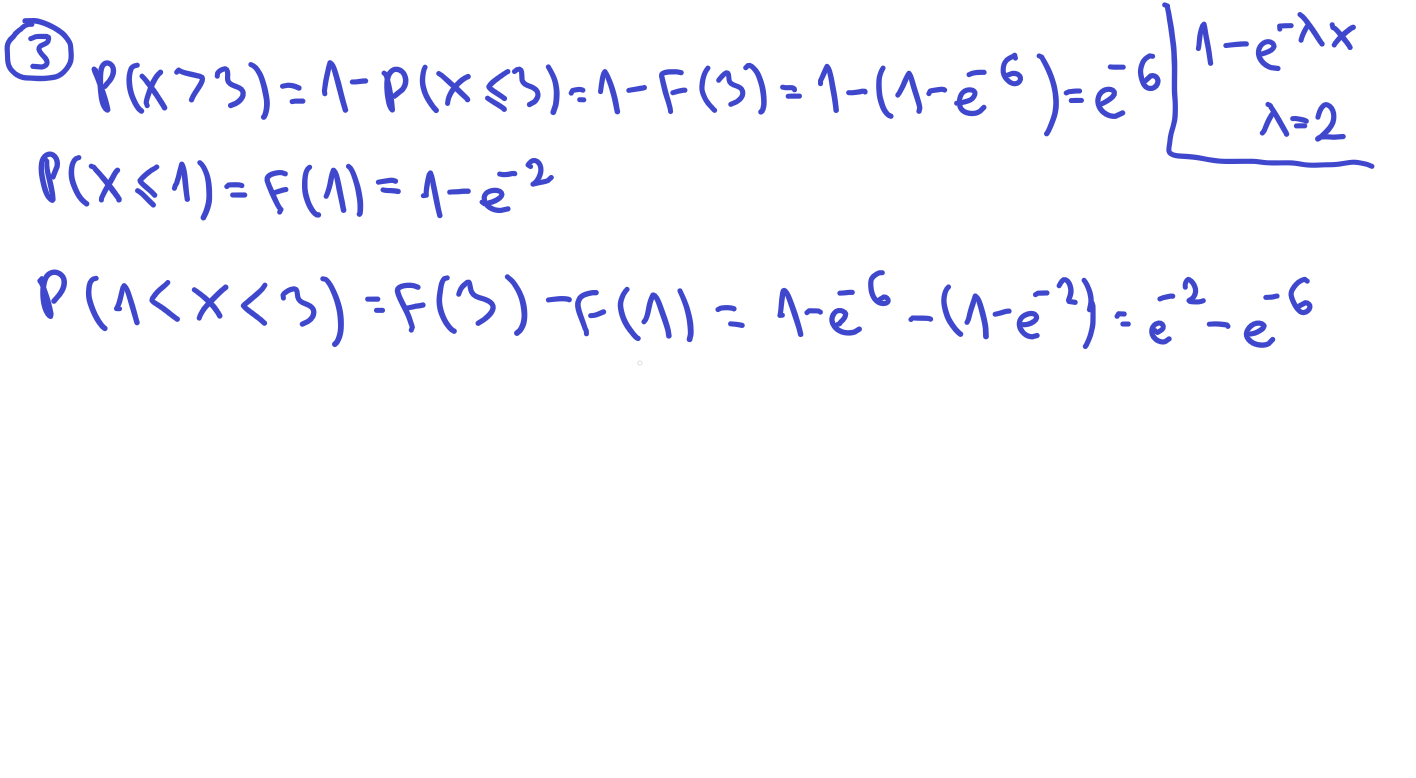 ③ P(X>3)=1-P(X≤3)=1-F(3)=1-(1-e^{-6})=e^{-6}
1-e^{-λx}
λ=2
P(X≤1)=F(1)=1-e^{-2}
P(1<X<3)=F(3)-F(1)=1-e^{-6}-(1-e^{-2})=e^{-2}-e^{-6}